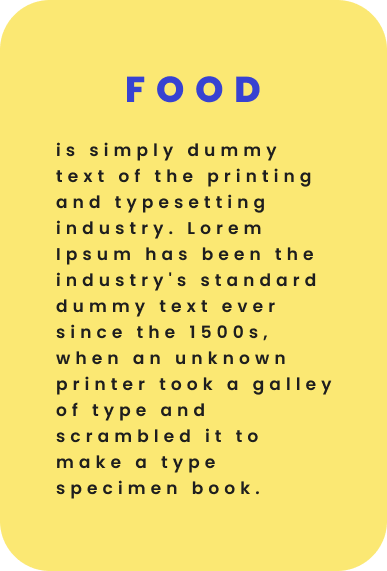 FOOD
is simply dummy
text of the printing
and typesetting
industry. Lorem
Ipsum has been the
industry's standard
dummy text ever
since the 1500s,
when an unknown
printer took a galley
of type and
scrambled it to
make a type
specimen book.